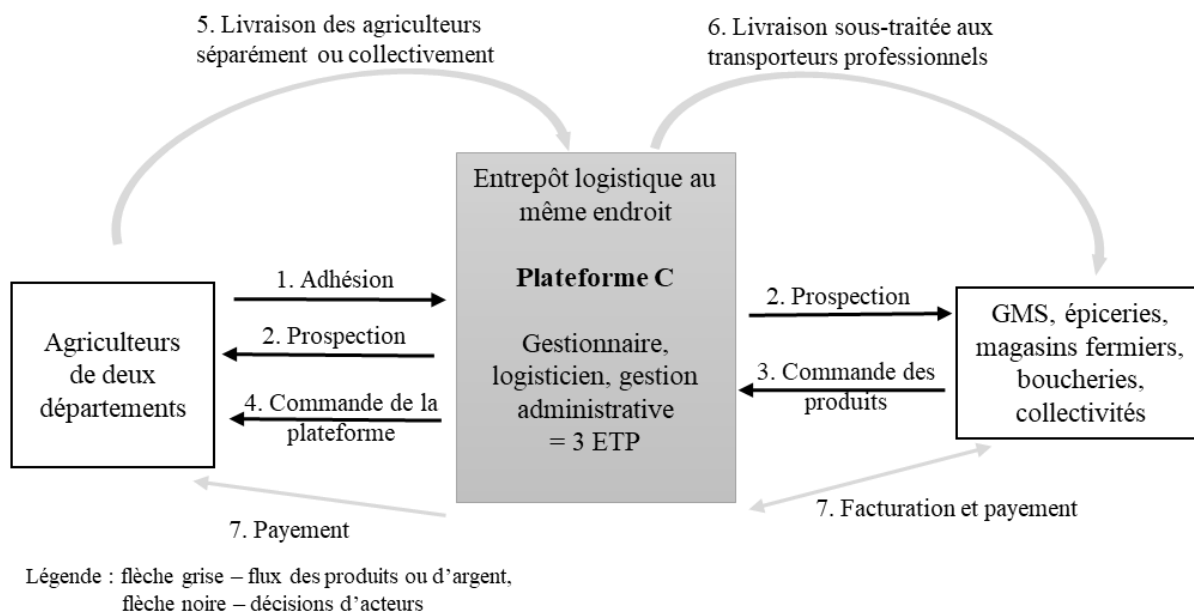 5. Livraison des agriculteurs
séparément ou collectivement
6. Livraison sous-traitée aux
transporteurs professionnels
Entrepôt logistique au
même endroit
Plateforme C
Gestionnaire,
logisticien, gestion
administrative
= 3 ETP
1. Adhésion
2. Prospection
4. Commande de la
plateforme
Agriculteurs
de deux
départements
2. Prospection
3. Commande des
produits
GMS, épiceries,
magasins fermiers,
boucheries,
collectivités
7. Payement
7. Facturation et payement
Légende : flèche grise – flux des produits ou d'argent,
flèche noire – décisions d'acteurs